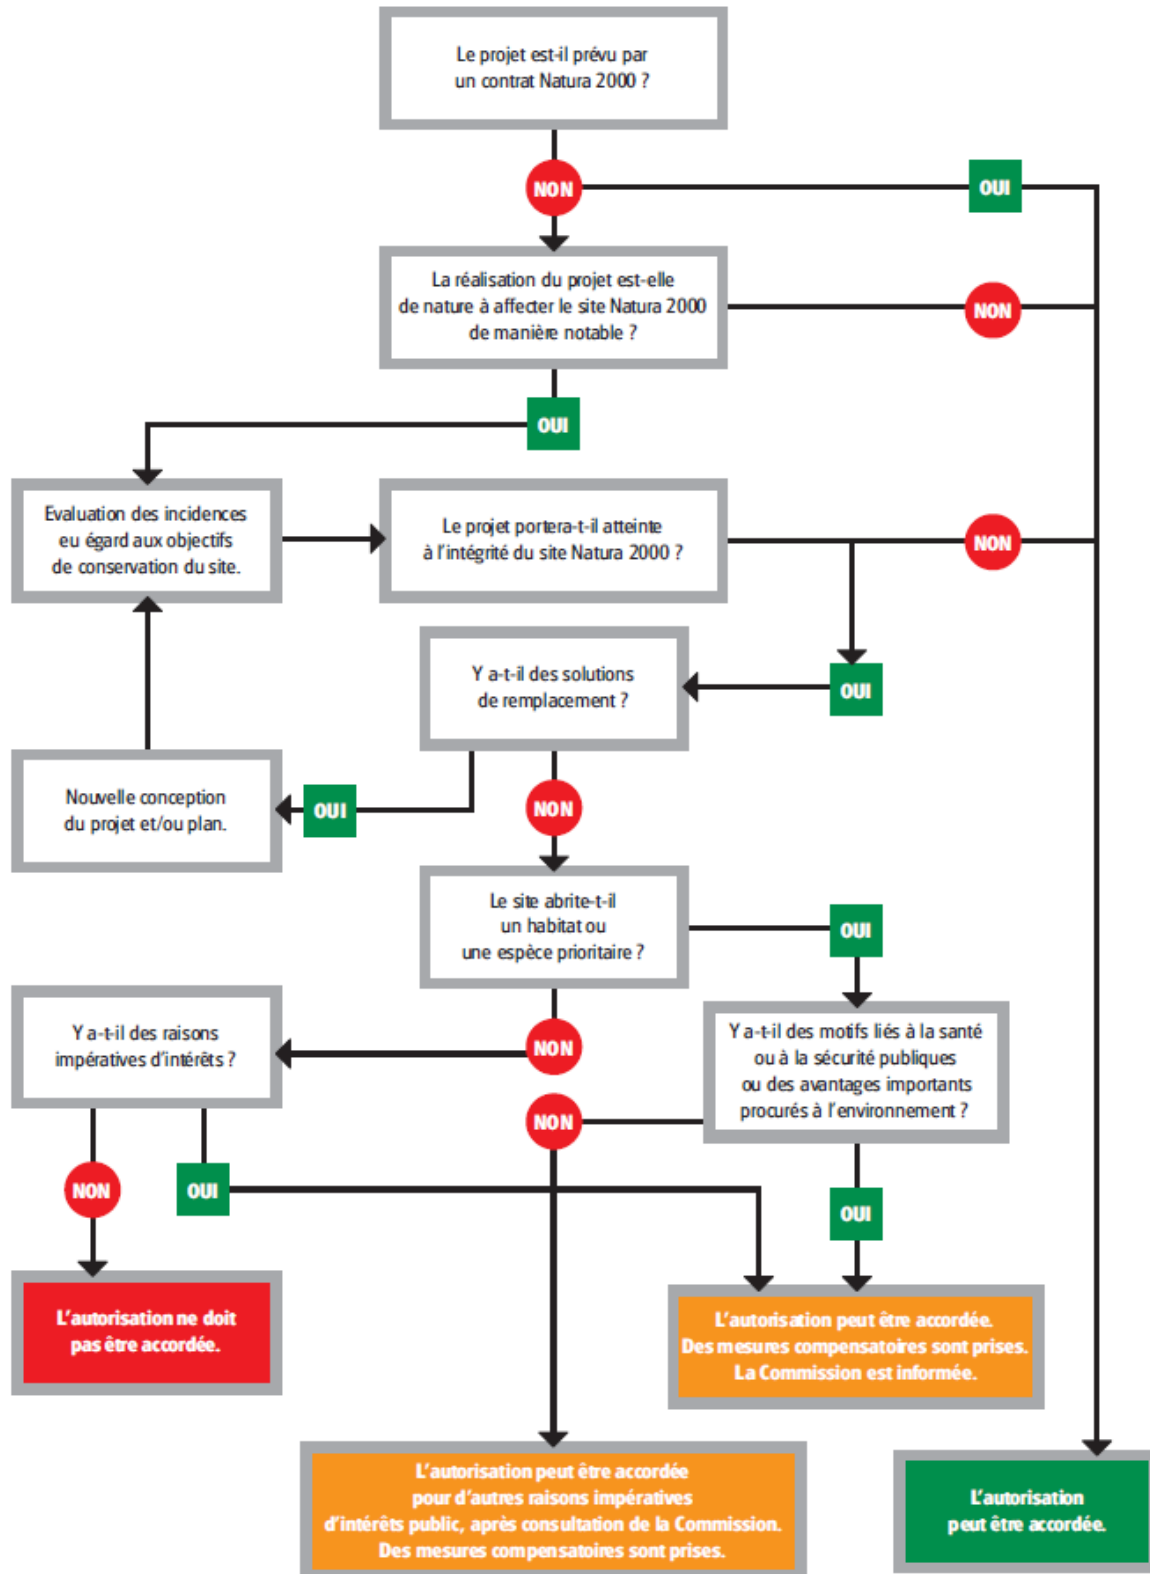 Le projet est-il prévu par
un contrat Natura 2000 ?
NON
OUI
La réalisation du projet est-elle
de nature à affecter le site Natura 2000
de manière notable ?
NON
OUI
Evaluation des incidences
eu égard aux objectifs
de conservation du site.
Le projet portera-t-il atteinte
à l'intégrité du site Natura 2000 ?
NON
OUI
Y a-t-il des solutions
de remplacement ?
Nouvelle conception
du projet et/ou plan.
OUI
NON
Le site abrite-t-il
un habitat ou
une espèce prioritaire ?
OUI
NON
Y a-t-il des raisons
impératives d'intérêts ?
Y a-t-il des motifs liés à la santé
ou à la sécurité publiques
ou des avantages importants
procurés à l'environnement ?
NON
NON
OUI
OUI
L'autorisation ne doit
pas être accordée.
L'autorisation peut être accordée.
Des mesures compensatoires sont prises.
La Commission est informée.
L'autorisation peut être accordée
pour d'autres raisons impératives
d'intérêts public, après consultation de la Commission.
Des mesures compensatoires sont prises.
L'autorisation
peut être accordée.